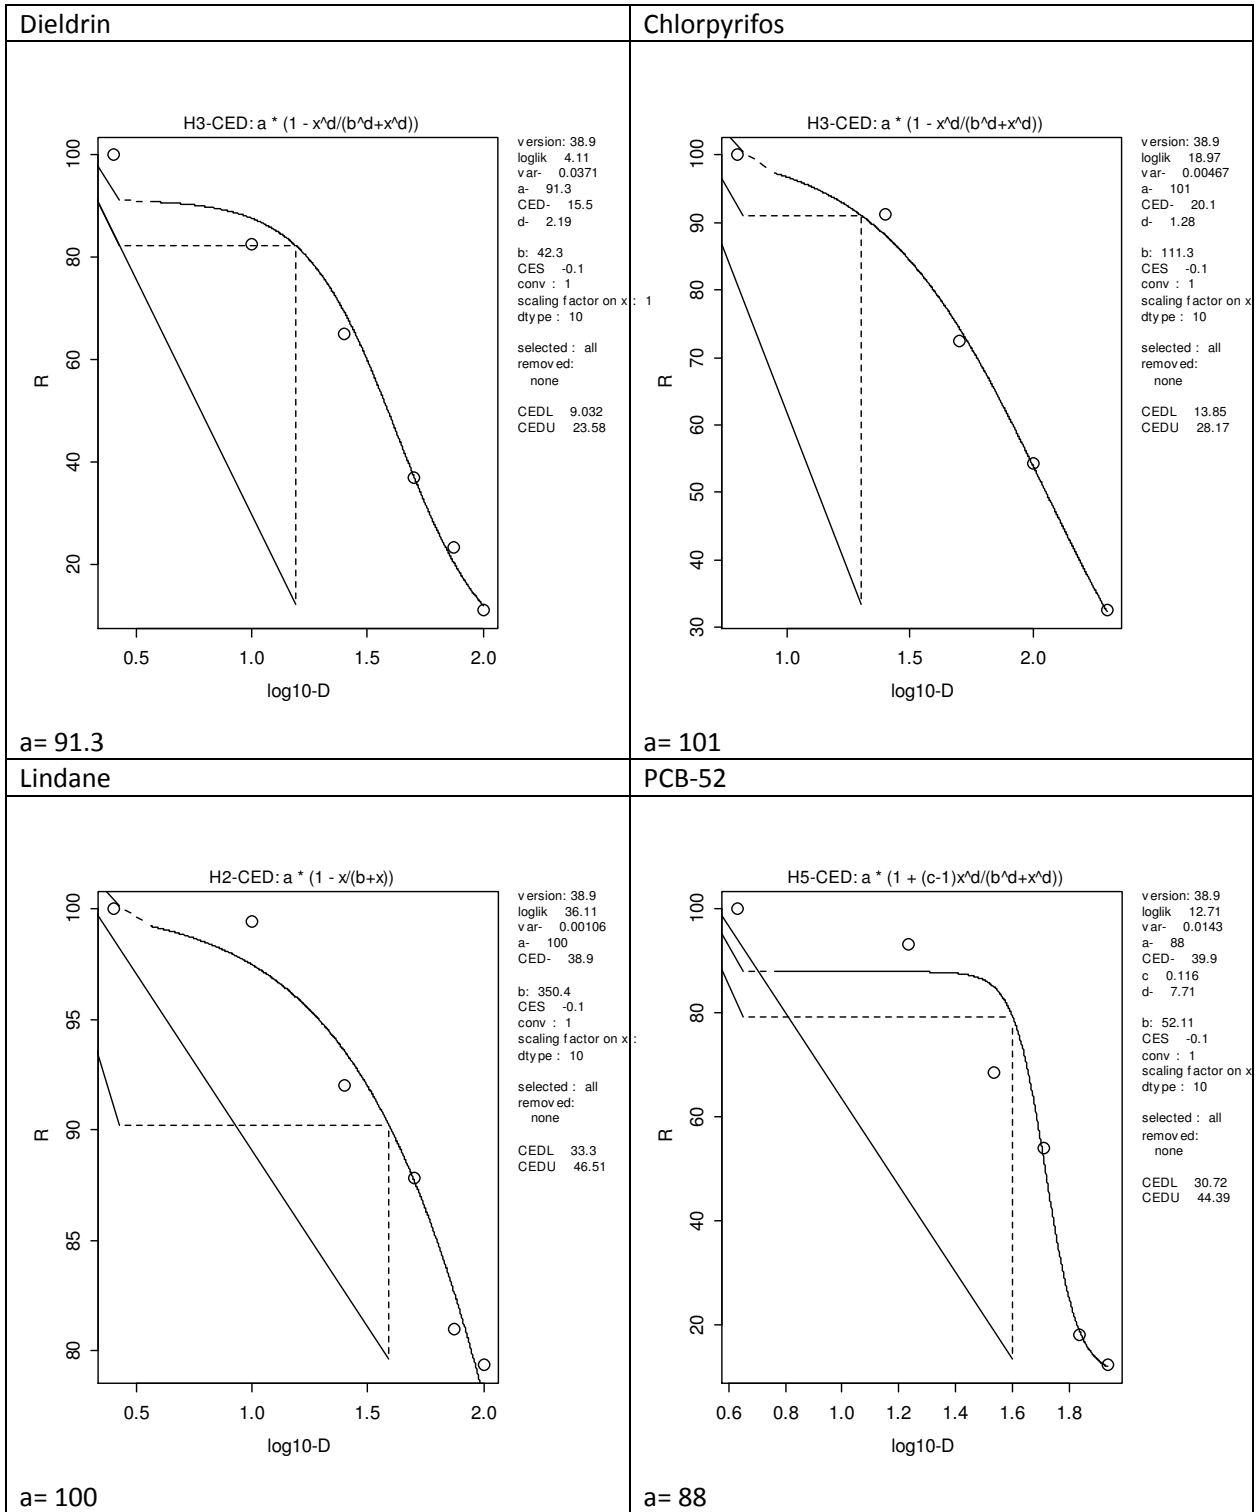 Dieldrin
H3-CED: a * (1 - x^d/(b^d+x^d))
100
80
60
40
20
R
0.5 1.0 1.5 2.0
log10-D
version: 38.9
loglik 4.11
var- 0.0371
a- 91.3
CED- 15.5
d- 2.19
b: 42.3
CES -0.1
conv : 1
scaling factor on x : 1
dtype : 10
selected : all
removed:
none
CEDL 9.032
CEDU 23.58
a= 91.3
Chlorpyrifos
H3-CED: a * (1 - x^d/(b^d+x^d))
100
90
80
70
60
50
40
30
R
1.0 1.5 2.0
log10-D
version: 38.9
loglik 18.97
var- 0.00467
a- 101
CED- 20.1
d- 1.28
b: 111.3
CES -0.1
conv : 1
scaling factor on x
dtype : 10
selected : all
removed:
none
CEDL 13.85
CEDU 28.17
a= 101
Lindane
H2-CED: a * (1 - x/(b+x))
100
95
90
85
80
R
0.5 1.0 1.5 2.0
log10-D
version: 38.9
loglik 36.11
var- 0.00106
a- 100
CED- 38.9
b: 350.4
CES -0.1
conv : 1
scaling factor on x :
dtype : 10
selected : all
removed:
none
CEDL 33.3
CEDU 46.51
a= 100
PCB-52
H5-CED: a * (1 + (c-1)x^d/(b^d+x^d))
100
80
60
40
20
R
0.6 0.8 1.0 1.2 1.4 1.6 1.8
log10-D
version: 38.9
loglik 12.71
var- 0.0143
a- 88
CED- 39.9
c 0.116
d- 7.71
b: 52.11
CES -0.1
conv : 1
scaling factor on x
dtype : 10
selected : all
removed:
none
CEDL 30.72
CEDU 44.39
a= 88